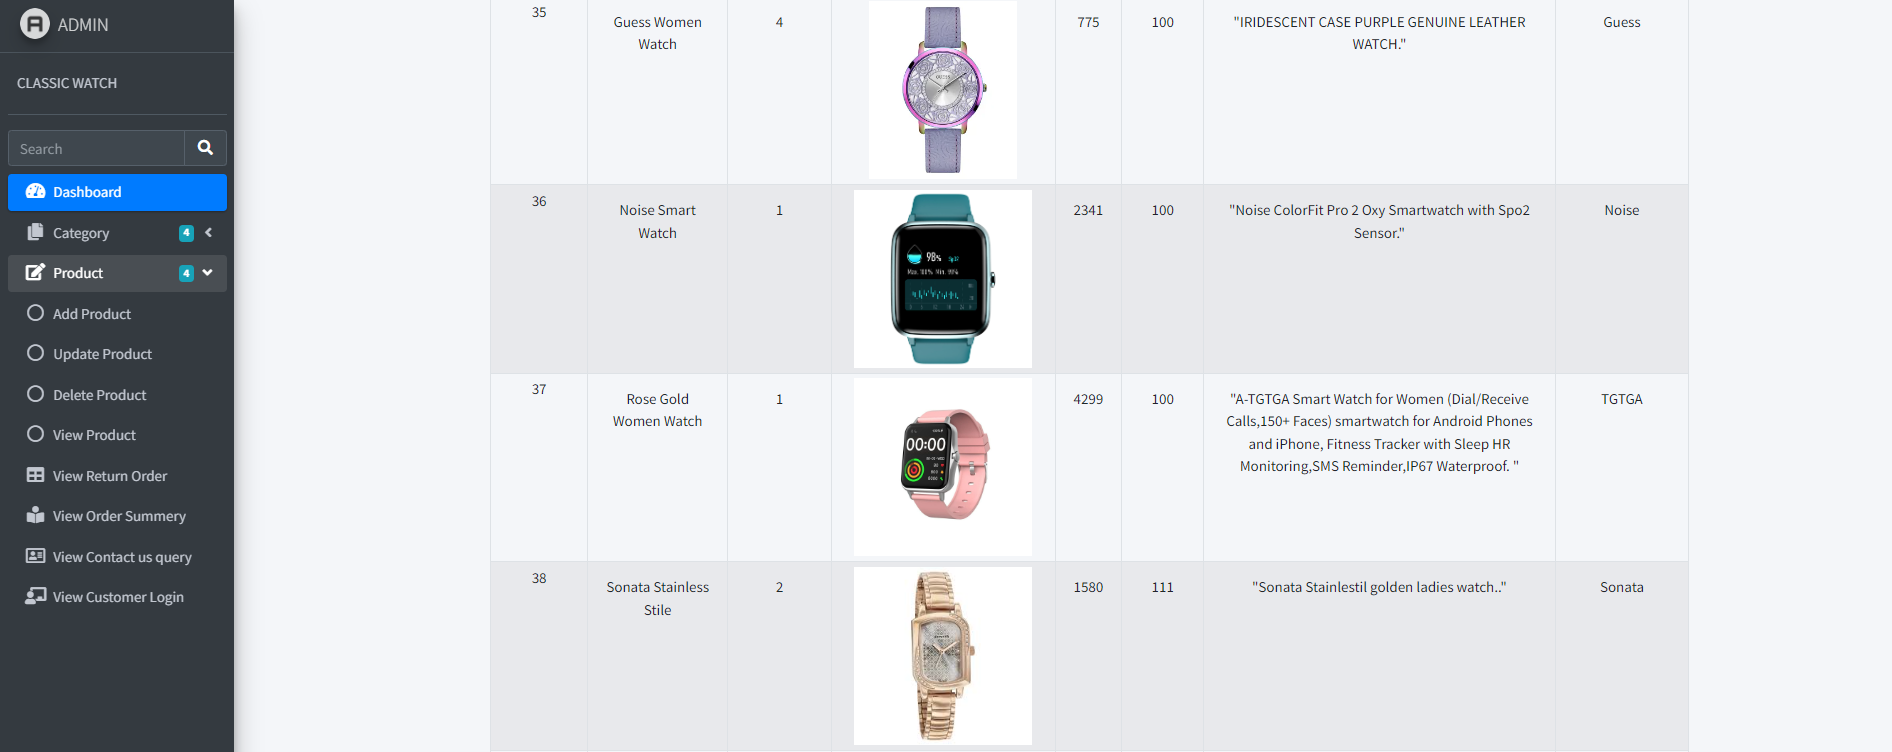 ADMIN
CLASSIC WATCH
Search
Dashboard
Category 4
Product 4
Add Product
Update Product
Delete Product
View Product
View Return Order
View Order Summery
View Contact us query
View Customer Login
35
Guess Women
Watch
4
GUESS
775
100
"IRIDESCENT CASE PURPLE GENUINE LEATHER
WATCH."
Guess
36
Noise Smart
Watch
1
98%
Max. 100% Min. 99%
2341
100
"Noise ColorFit Pro 2 Oxy Smartwatch with Spo2
Sensor."
Noise
37
Rose Gold
Women Watch
1
00:00
4299
100
"A-TGTGA Smart Watch for Women (Dial/Receive
Calls,150+ Faces) smartwatch for Android Phones
and iPhone, Fitness Tracker with Sleep HR
Monitoring,SMS Reminder,IP67 Waterproof. "
TGTGA
38
Sonata Stainless
Stile
2
1580
111
"Sonata Stainlestil golden ladies watch.."
Sonata